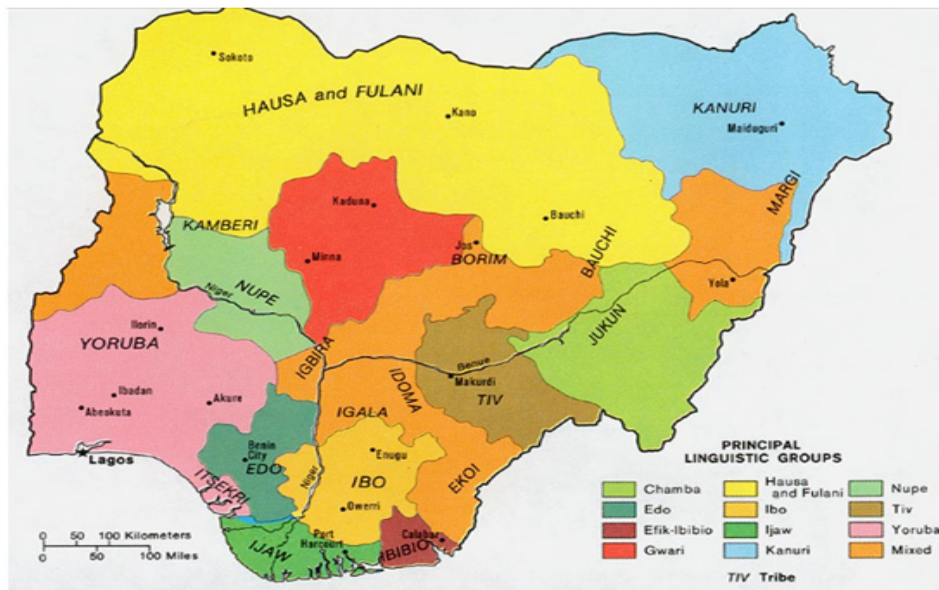 Sokoto
HAUSA and FULANI
Kano
KANURI
Maiduguri
MARGI
Kaduna
Bauchi
KAMBERI
Jos
BORIM
BAUCHI
Minna
Yola
Niger
NUPE
JUKUN
Ilorin
YORUBA
IGBIRA
Benue
Makurdi
IDOMA
TIV
Ibadan
Abeokuta
Akure
IGALA
Benin
City
EDO
Enugu
Lagos
ITSEKRI
Niger
IBO
EKOI
Owerri
Port
Harcourt
Calabar
IBIBIO
IJAW
0 50 100 Kilometers
0 50 100 Miles
PRINCIPAL
LINGUISTIC GROUPS
Chamba
Edo
Efik-Ibibio
Gwari
Hausa
and Fulani
Ibo
Ijaw
Kanuri
Nupe
Tiv
Yoruba
Mixed
TIV Tribe